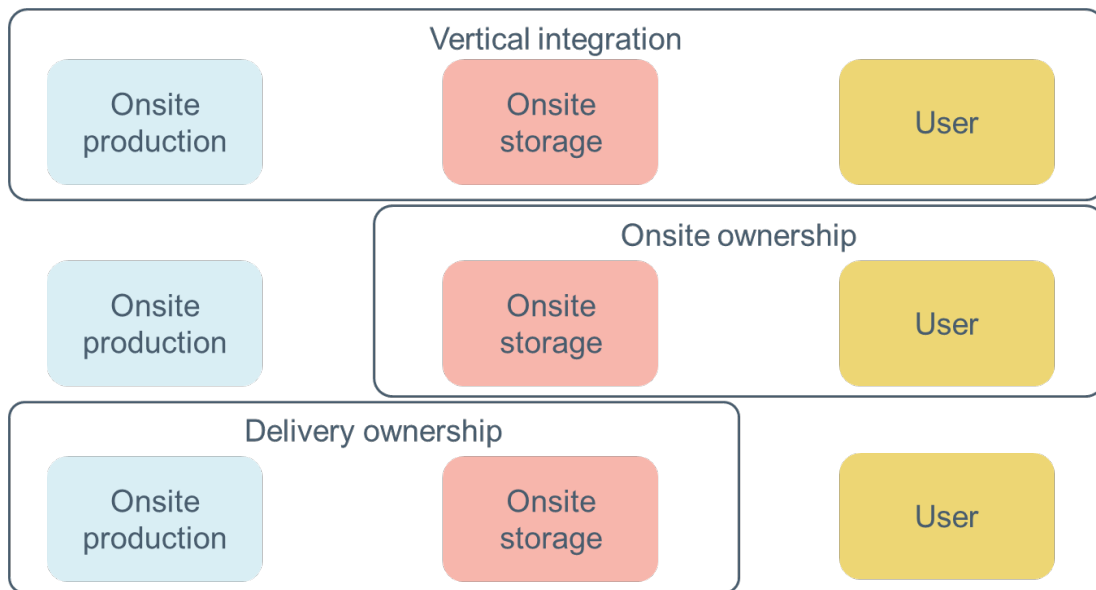 Vertical integration
Onsite
production
Onsite
storage
User
Onsite ownership
Onsite
production
Onsite
storage
User
Delivery ownership
Onsite
production
Onsite
storage
User